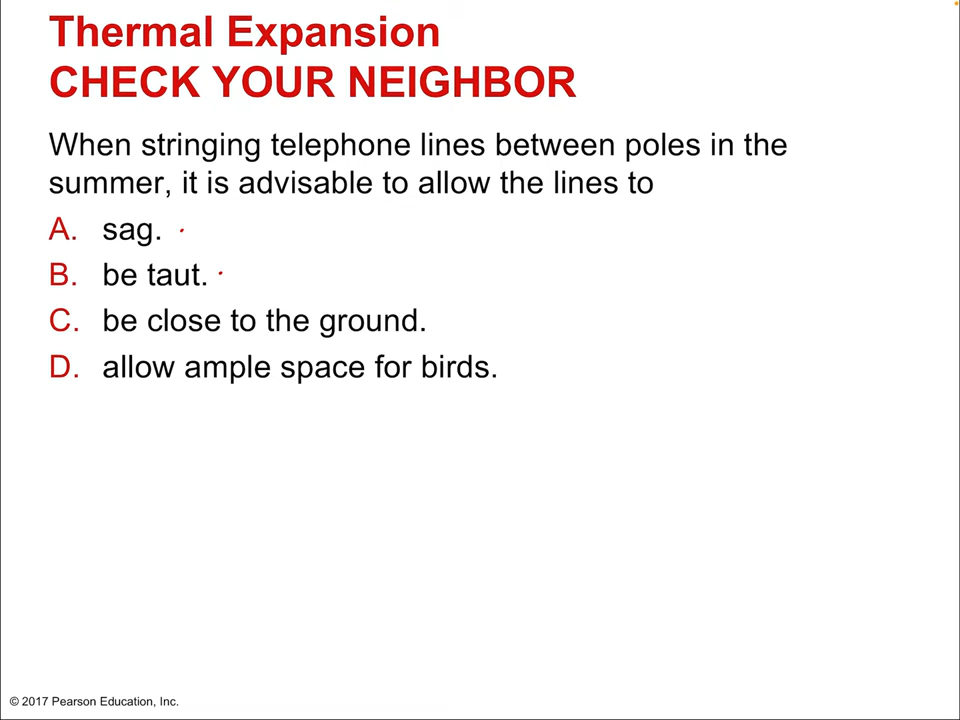 Thermal Expansion
CHECK YOUR NEIGHBOR
When stringing telephone lines between poles in the
summer, it is advisable to allow the lines to
A. sag.
B. be taut.
C. be close to the ground.
D. allow ample space for birds.
© 2017 Pearson Education, Inc.